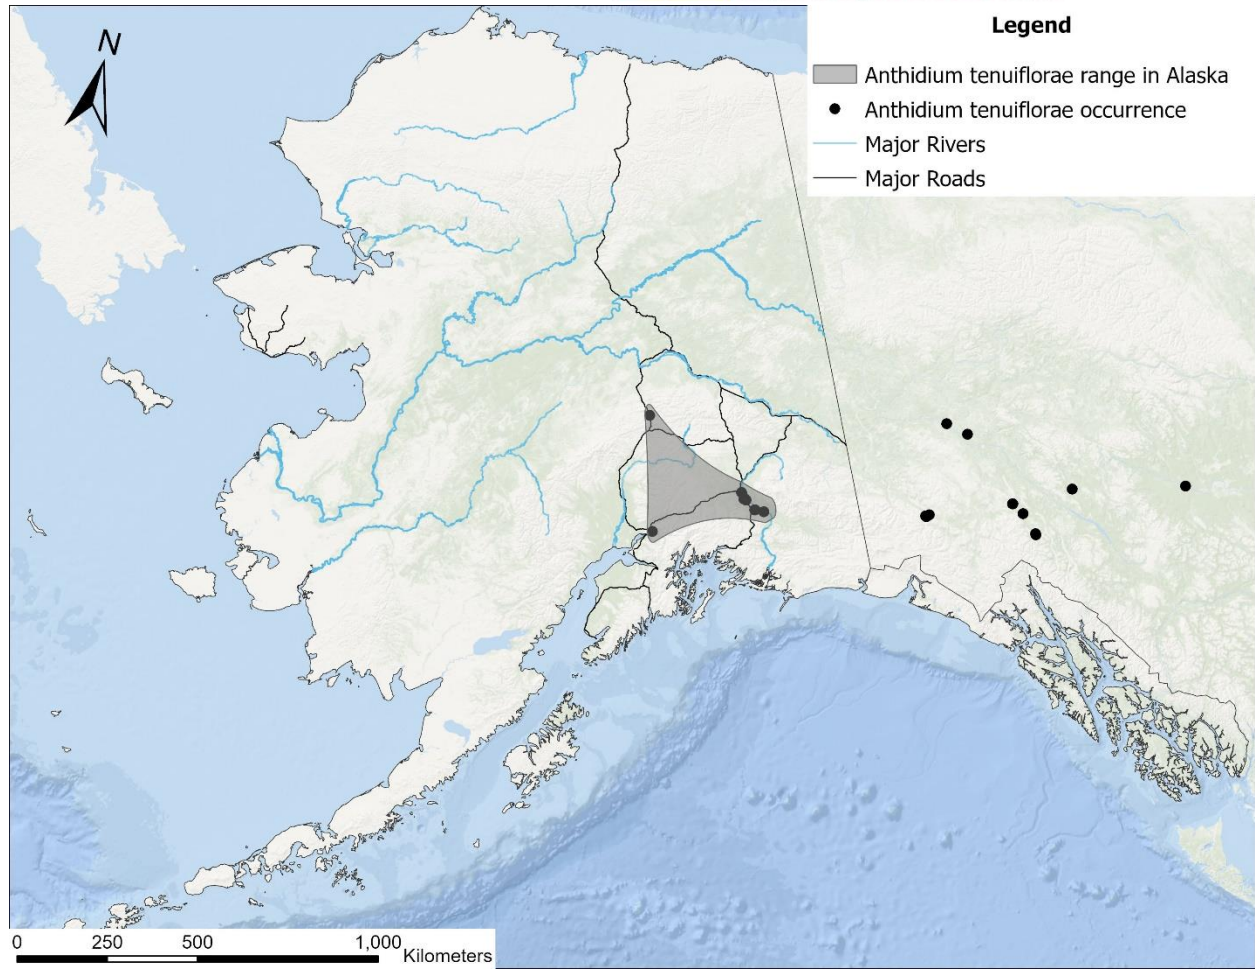 N
Legend
Anthidium tenuiflorae range in Alaska
Anthidium tenuiflorae occurrence
Major Rivers
Major Roads
0 250 500 1,000
Kilometers